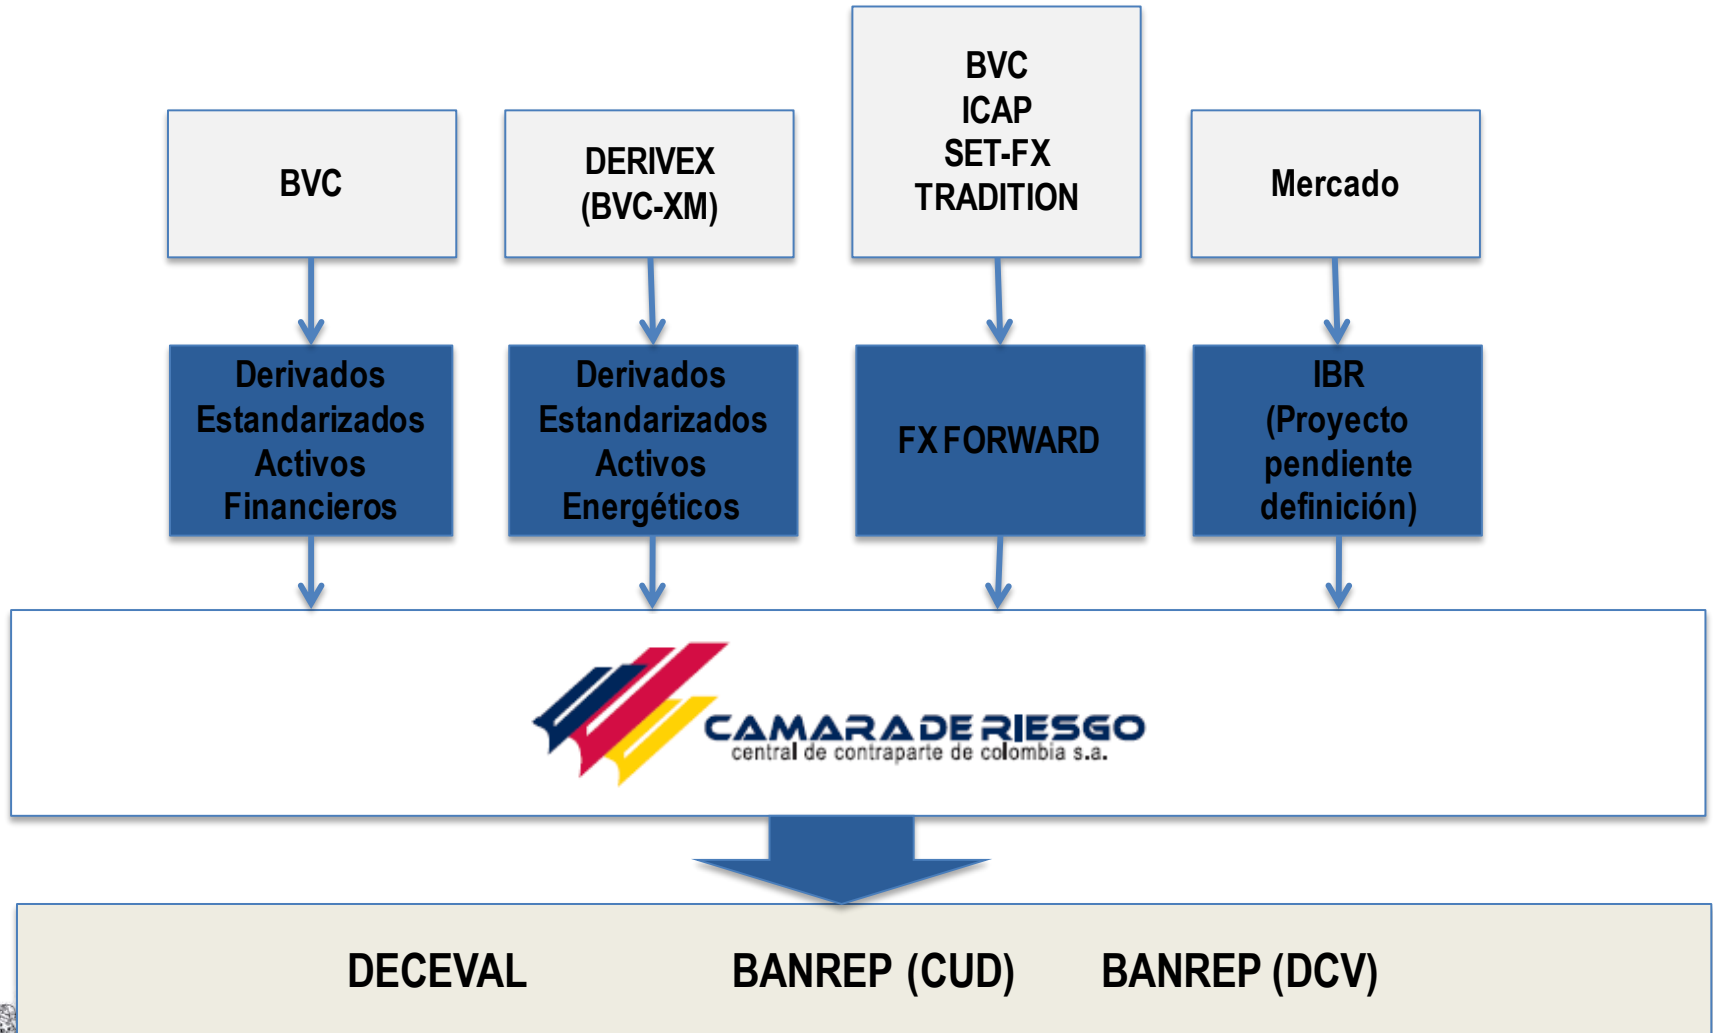 BVC
DERIVEX
(BVC-XM)
BVC
ICAP
SET-FX
TRADITION
Mercado
Derivados
Estandarizados
Activos
Financieros
Derivados
Estandarizados
Activos
Energéticos
FX FORWARD
IBR
(Proyecto
pendiente
definición)
CAMARA DE RIESGO
central de contraparte de colombia s.a.
DECEVAL BANREP (CUD) BANREP (DCV)